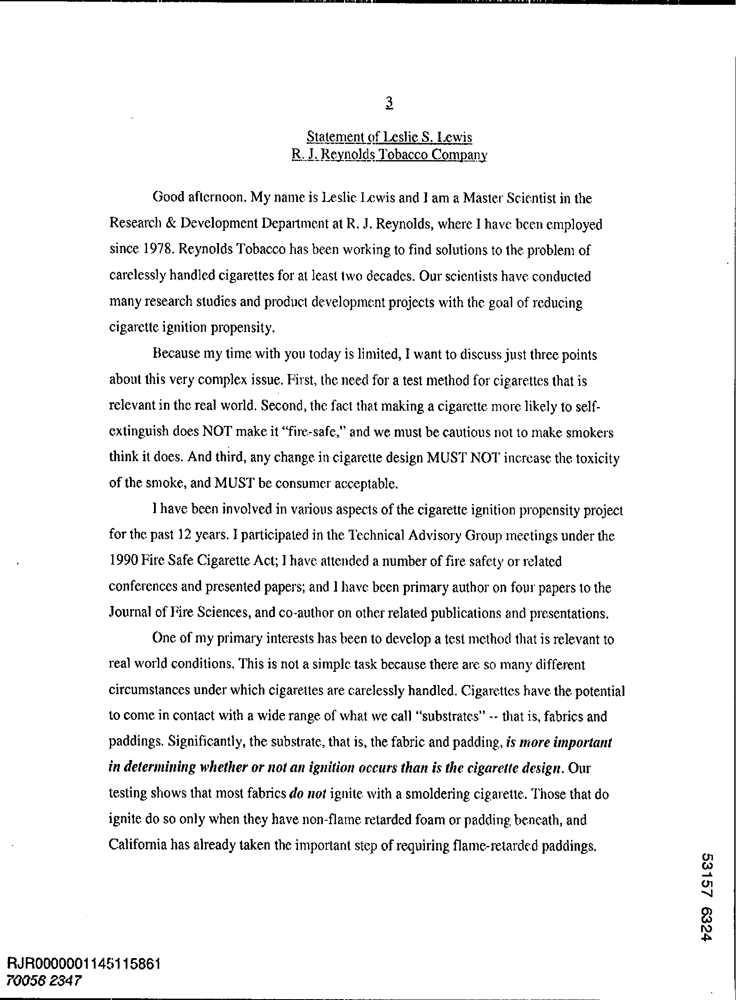 3
Statement of Leslie S. Lewis
R. J. Reynolds Tobacco Company
Good afternoon. My name is Leslie Lewis and I am a Master Scientist in the
Research & Development Department at R. J. Reynolds, where I have been employed
since 1978. Reynolds Tobacco has been working to find solutions to the problem of
carelessly handled cigarettes for at least two decades. Our scientists have conducted
many research studies and product development projects with the goal of reducing
cigarette ignition propensity.
Because my time with you today is limited, I want to discuss just three points
about this very complex issue. First, the need for a test method for cigarettes that is
relevant in the real world. Second, the fact that making a cigarette more likely to self-
extinguish does NOT make it “fire-safe,” and we must be cautious not to make smokers
think it does. And third, any change in cigarette design MUST NOT increase the toxicity
of the smoke, and MUST be consumer acceptable.
I have been involved in various aspects of the cigarette ignition propensity project
for the past 12 years. I participated in the Technical Advisory Group meetings under the
1990 Fire Safe Cigarette Act; I have attended a number of fire safety or related
conferences and presented papers; and I have been primary author on four papers to the
Journal of Fire Sciences, and co-author on other related publications and presentations.
One of my primary interests has been to develop a test method that is relevant to
real world conditions. This is not a simple task because there are so many different
circumstances under which cigarettes are carelessly handled. Cigarettes have the potential
to come in contact with a wide range of what we call “substrates” -- that is, fabrics and
paddings. Significantly, the substrate, that is, the fabric and padding, is more important
in determining whether or not an ignition occurs than is the cigarette design. Our
testing shows that most fabrics do not ignite with a smoldering cigarette. Those that do
ignite do so only when they have non-flame retarded foam or padding beneath, and
California has already taken the important step of requiring flame-retarded paddings.
53157 6324
RJR0000001145115861
70056 2347